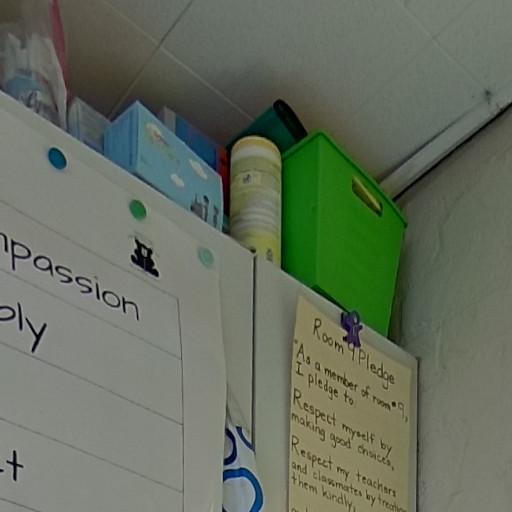 Room 9 Pledge
"As a member of room #9,
I pledge to:
Respect myself by
making good choices,
Respect my teachers
and classmates by treating
them kindly,
mpassion
ply